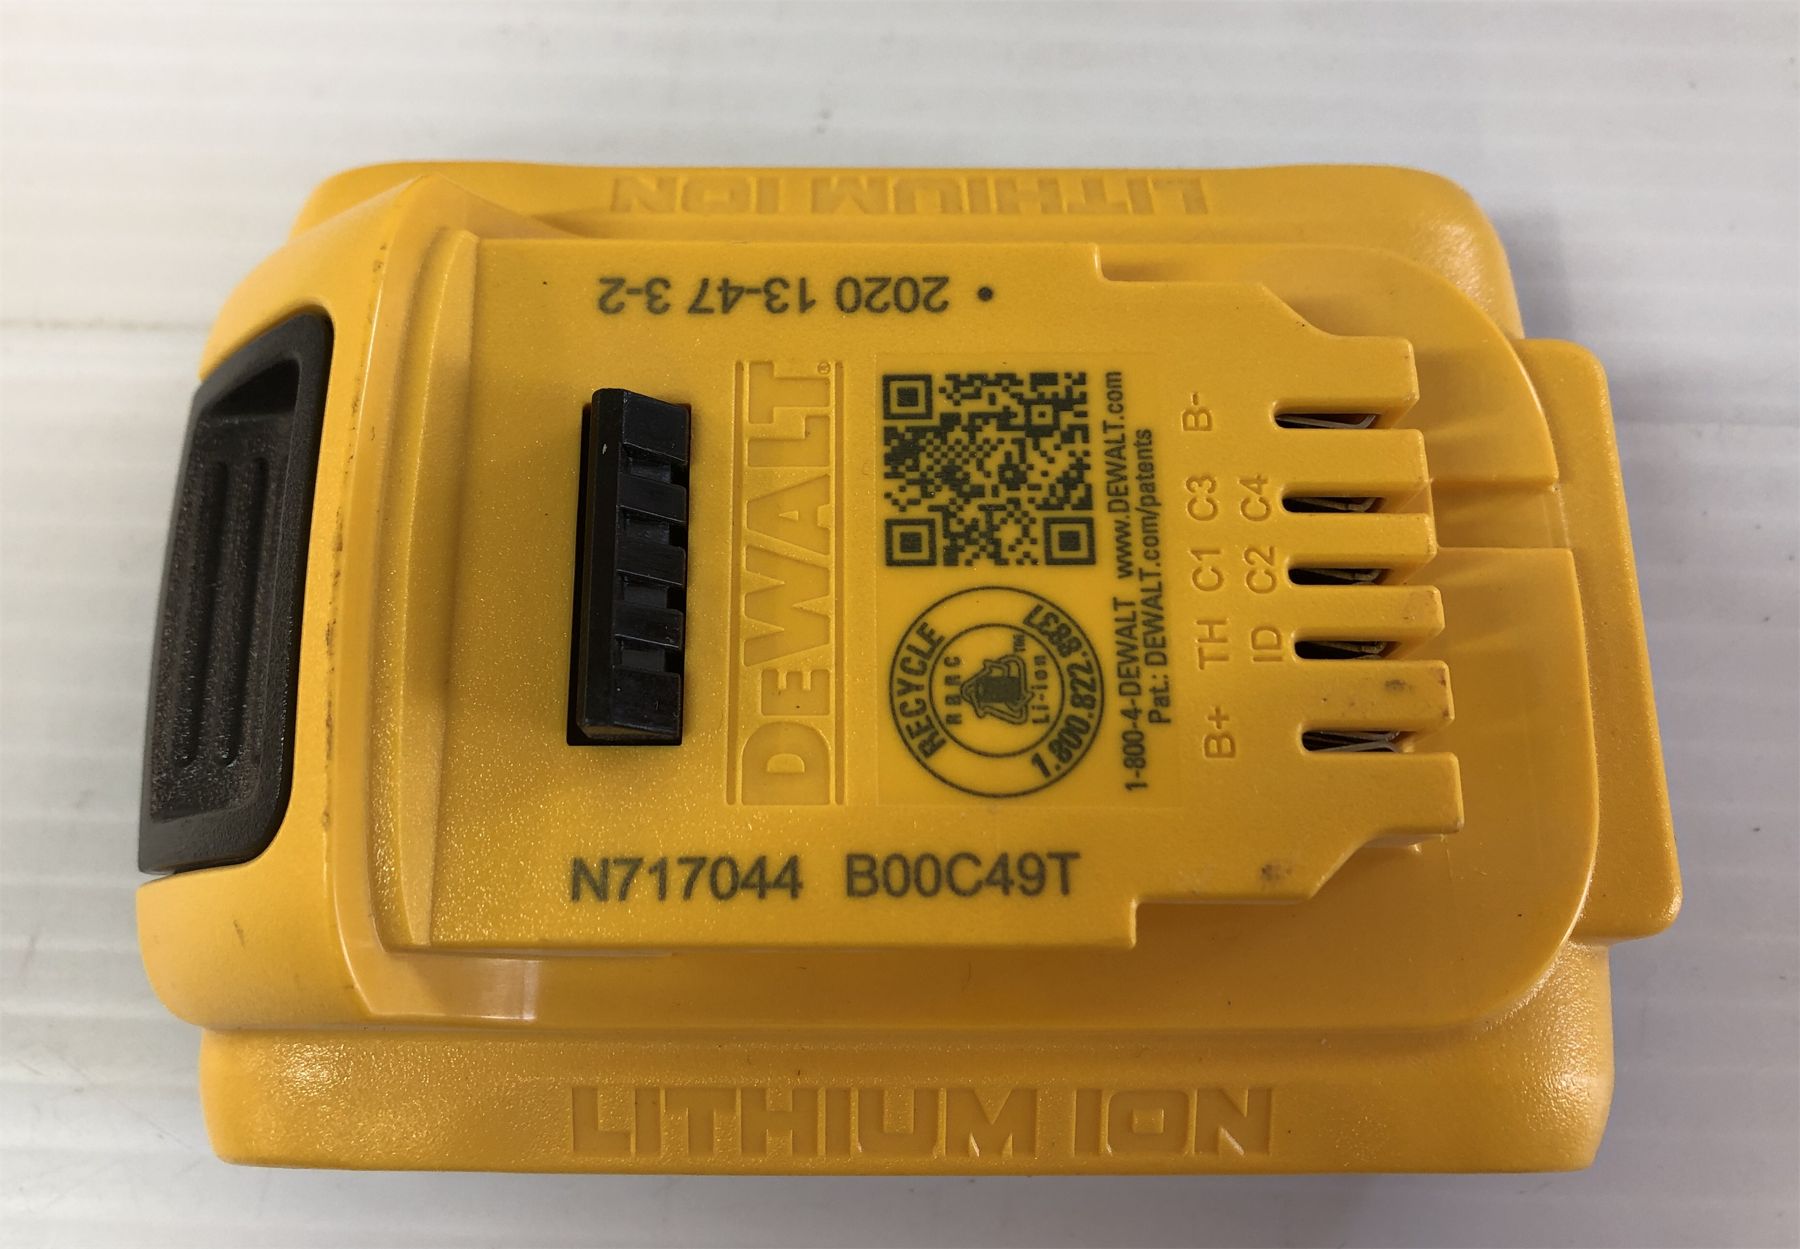 LITHIUM ION
• 2020 13-47 3-2
DEWALT®
RECYCLE
RBRC
Li-ion
TM
1.800.822.8837
1-800-4-DEWALT www.DEWALT.com
Pat.: DEWALT.com/patents
B+ TH C1 C3 B-
ID C2 C4
N717044 B00C49T
LITHIUM ION